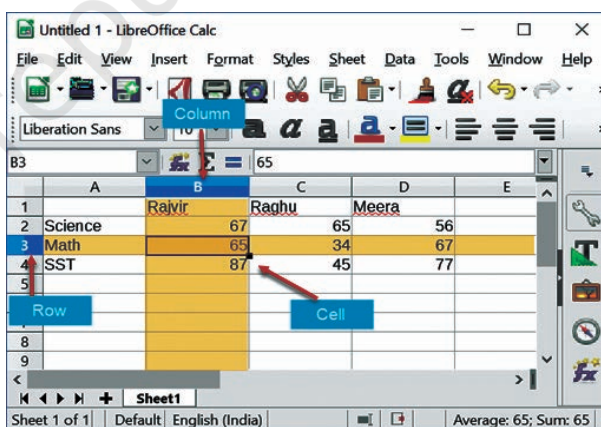 Untitled 1 - LibreOffice Calc
File Edit View Insert Format Styles Sheet Data Tools Window Help
Column
Liberation Sans 10 a a a a
B3 Σ = 65
A B C D E
1 Rajvir Raghu Meera
2 Science 67 65 56
3 Math 65 34 67
4 SST 87 45 77
5
Row Cell
8
9
Sheet1
Sheet 1 of 1 Default English (India) Average: 65; Sum: 65